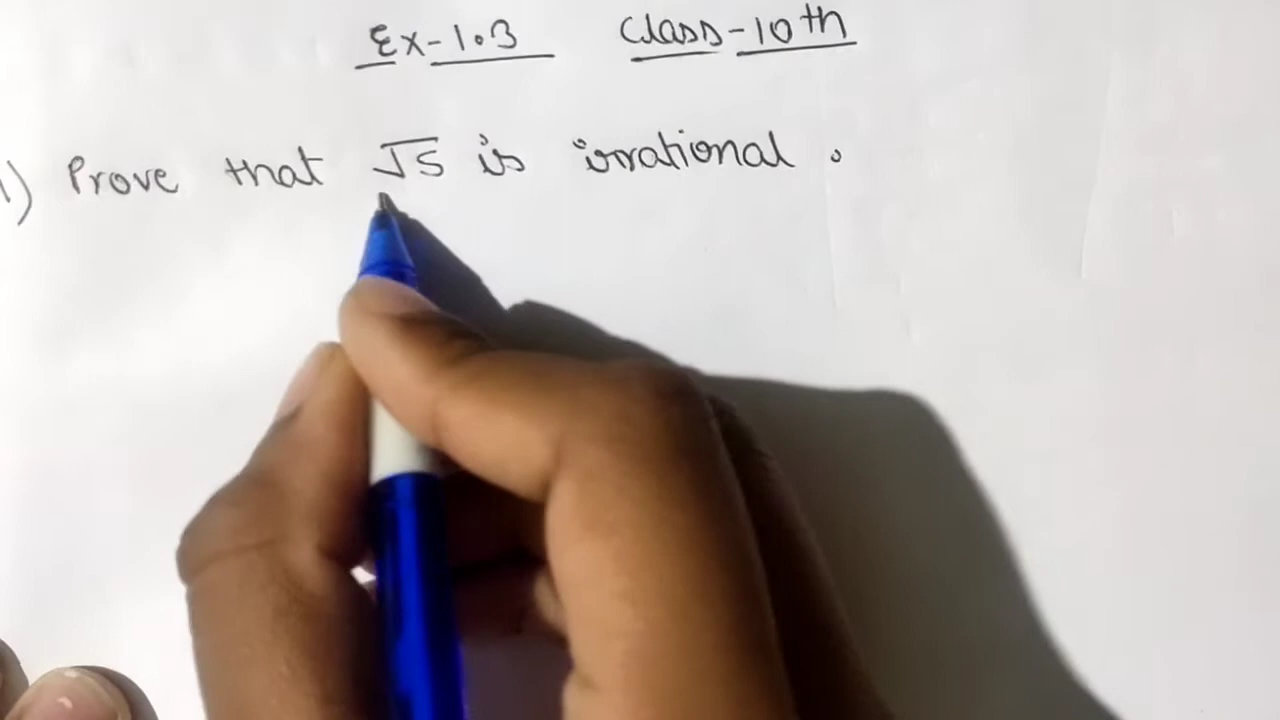 Ex-1.3 Class-10th
1) Prove that √5 is irrational.